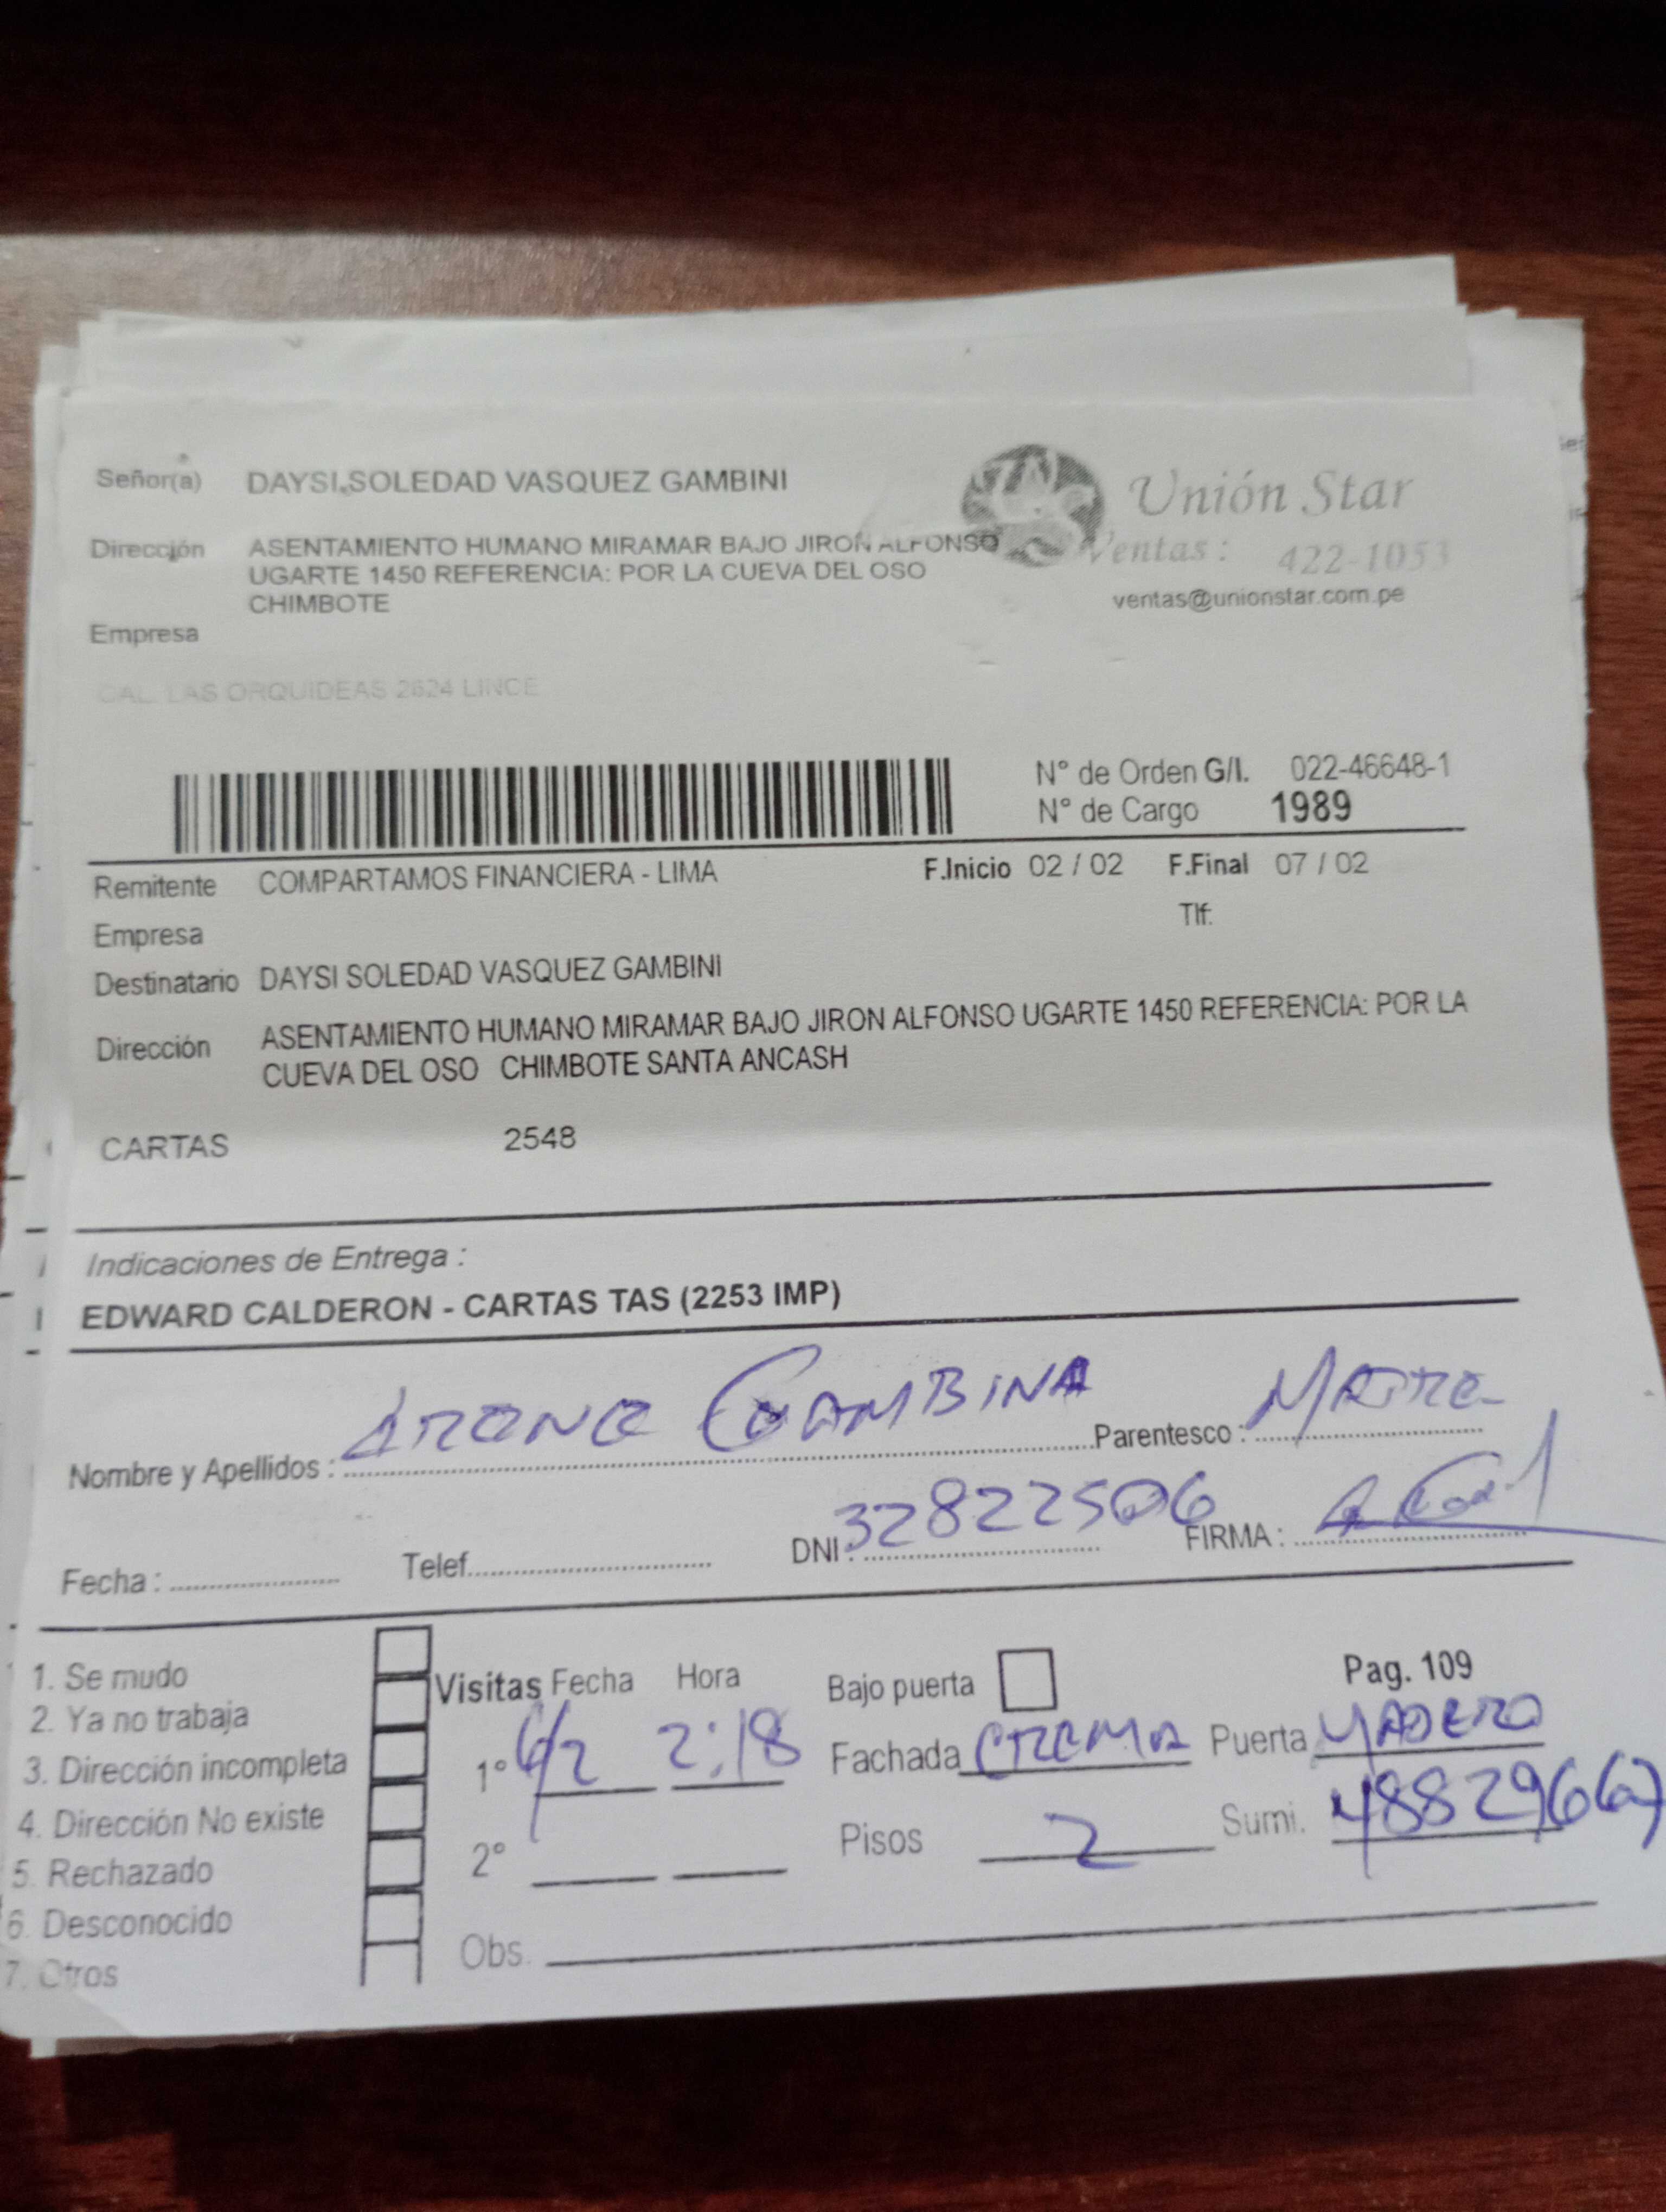 Señor(a) DAYSI SOLEDAD VASQUEZ GAMBINI
Unión Star
Dirección ASENTAMIENTO HUMANO MIRAMAR BAJO JIRON ALFONSO
UGARTE 1450 REFERENCIA: POR LA CUEVA DEL OSO
CHIMBOTE
Ventas: 422-1053
ventas@unionstar.com.pe
Empresa
CAL. LAS ORQUIDEAS 2624 LINCE
N° de Orden G/I. 022-46648-1
N° de Cargo 1989
Remitente COMPARTAMOS FINANCIERA - LIMA F.Inicio 02 / 02 F.Final 07 / 02
Empresa Tlf:
Destinatario DAYSI SOLEDAD VASQUEZ GAMBINI
Dirección ASENTAMIENTO HUMANO MIRAMAR BAJO JIRON ALFONSO UGARTE 1450 REFERENCIA: POR LA
CUEVA DEL OSO CHIMBOTE SANTA ANCASH
CARTAS 2548
Indicaciones de Entrega :
EDWARD CALDERON - CARTAS TAS (2253 IMP)
Nombre y Apellidos : GAMBINA Parentesco :
Fecha : Telef. DNI : 32822506 FIRMA :
1. Se mudo
2. Ya no trabaja
3. Dirección incompleta
4. Dirección No existe
5. Rechazado
6. Desconocido
7. Otros
Visitas Fecha Hora Bajo puerta Pag. 109
1° 6/2 2:18 Fachada CREMA Puerta MADERA
2° Pisos 2 Sumi.
Obs.